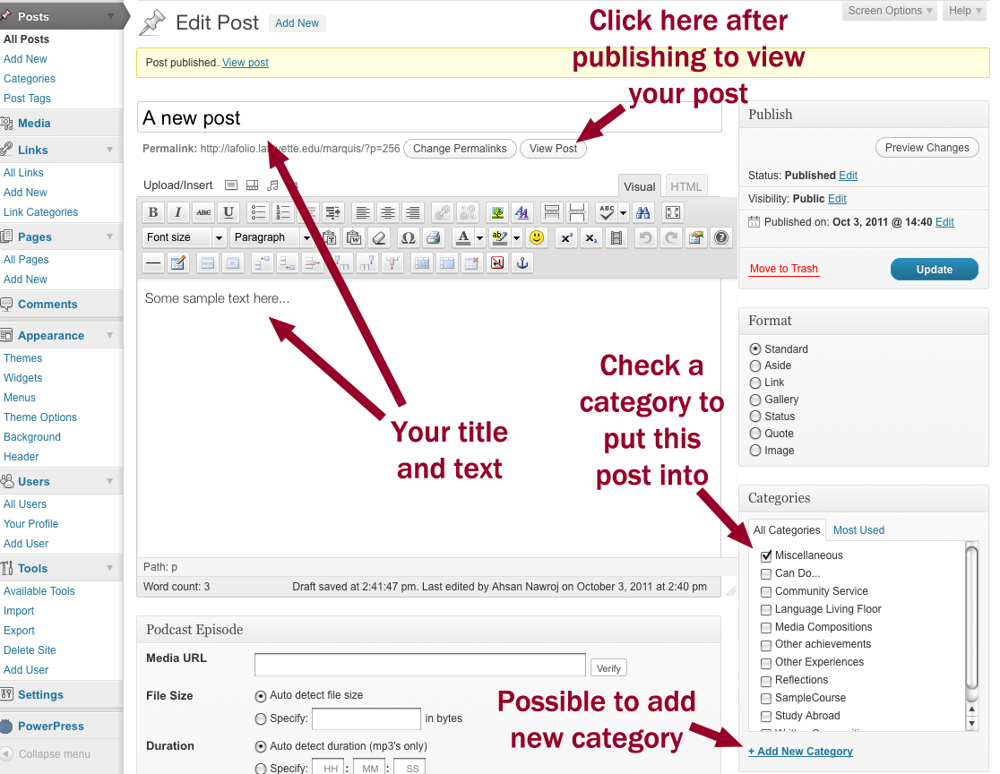 Posts
All Posts
Add New
Categories
Post Tags
Media
Links
All Links
Add New
Link Categories
Pages
All Pages
Add New
Comments
Appearance
Themes
Widgets
Menus
Theme Options
Background
Header
Users
All Users
Your Profile
Add User
Tools
Available Tools
Import
Export
Delete Site
Add User
Settings
PowerPress
Collapse menu
Screen Options Help
Edit Post Add New
Click here after
publishing to view
your post
Post published. View post
A new post
Permalink: http://lafolio.lafayette.edu/marquis/?p=256 Change Permalinks View Post
Upload/Insert Visual HTML
B I ABC U ABC
Font size Paragraph
Some sample text here...
Your title
and text
Path: p
Word count: 3 Draft saved at 2:41:47 pm. Last edited by Ahsan Nawroj on October 3, 2011 at 2:40 pm
Podcast Episode
Media URL Verify
File Size Auto detect file size
Specify: in bytes
Duration Auto detect duration (mp3's only)
Specify: HH : MM : SS
Publish
Preview Changes
Status: Published Edit
Visibility: Public Edit
Published on: Oct 3, 2011 @ 14:40 Edit
Move to Trash Update
Format
Standard
Aside
Link
Gallery
Status
Quote
Image
Check a
category to
put this
post into
Categories
All Categories Most Used
Miscellaneous
Can Do...
Community Service
Language Living Floor
Media Compositions
Other achievements
Other Experiences
Reflections
SampleCourse
Study Abroad
+ Add New Category
Possible to add
new category